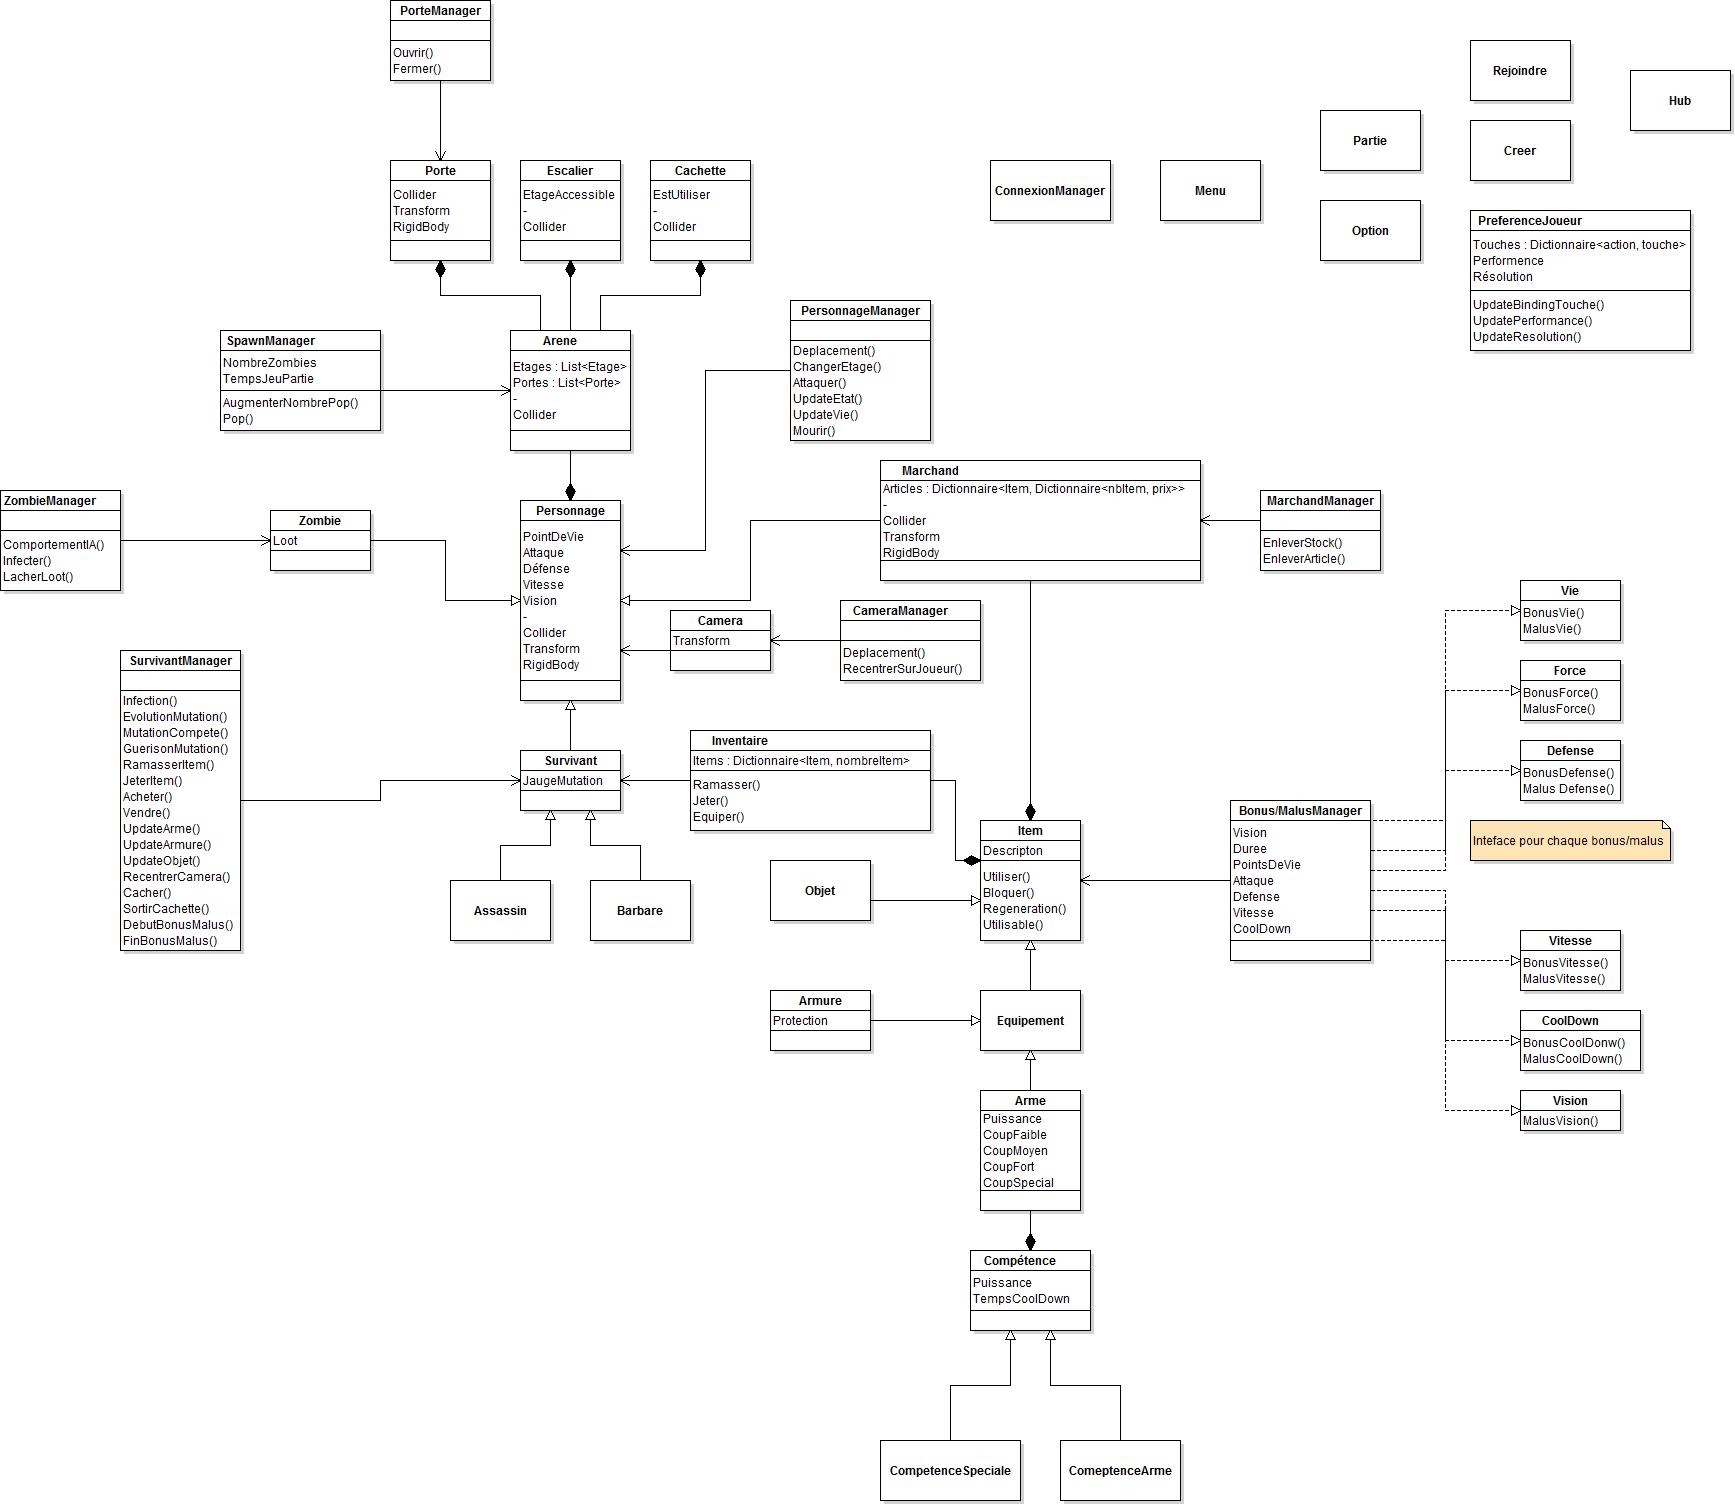 PorteManager
Ouvrir()
Fermer()
Rejoindre
Hub
Partie
Creer
Porte
Collider
Transform
RigidBody
Escalier
EtageAccessible
-
Collider
Cachette
EstUtiliser
-
Collider
ConnexionManager
Menu
Option
PreferenceJoueur
Touches : Dictionnaire<action, touche>
Performence
Résolution
UpdateBindingTouche()
UpdatePerformance()
UpdateResolution()
SpawnManager
NombreZombies
TempsJeuPartie
AugmenterNombrePop()
Pop()
Arene
Etages : List<Etage>
Portes : List<Porte>
-
Collider
PersonnageManager
Deplacement()
ChangerEtage()
Attaquer()
UpdateEtat()
UpdateVie()
Mourir()
Marchand
Articles : Dictionnaire<Item, Dictionnaire<nbItem, prix>>
-
Collider
Transform
RigidBody
MarchandManager
EnleverStock()
EnleverArticle()
ZombieManager
ComportementIA()
Infecter()
LacherLoot()
Zombie
Loot
Personnage
PointDeVie
Attaque
Défense
Vitesse
Vision
-
Collider
Transform
RigidBody
Camera
Transform
CameraManager
Deplacement()
RecentrerSurJoueur()
Vie
BonusVie()
MalusVie()
Force
BonusForce()
MalusForce()
Defense
BonusDefense()
Malus Defense()
SurvivantManager
Infection()
EvolutionMutation()
MutationCompete()
GuerisonMutation()
RamasserItem()
JeterItem()
Acheter()
Vendre()
UpdateArme()
UpdateArmure()
UpdateObjet()
RecentrerCamera()
Cacher()
SortirCachette()
DebutBonusMalus()
FinBonusMalus()
Survivant
JaugeMutation
Inventaire
Items : Dictionnaire<Item, nombreItem>
Ramasser()
Jeter()
Equiper()
Assassin
Barbare
Objet
Item
Descripton
Utiliser()
Bloquer()
Regeneration()
Utilisable()
Bonus/MalusManager
Vision
Duree
PointsDeVie
Attaque
Defense
Vitesse
CoolDown
Inteface pour chaque bonus/malus
Vitesse
BonusVitesse()
MalusVitesse()
CoolDown
BonusCoolDonw()
MalusCoolDown()
Vision
MalusVision()
Armure
Protection
Equipement
Arme
Puissance
CoupFaible
CoupMoyen
CoupFort
CoupSpecial
Compétence
Puissance
TempsCoolDown
CompetenceSpeciale
ComeptenceArme